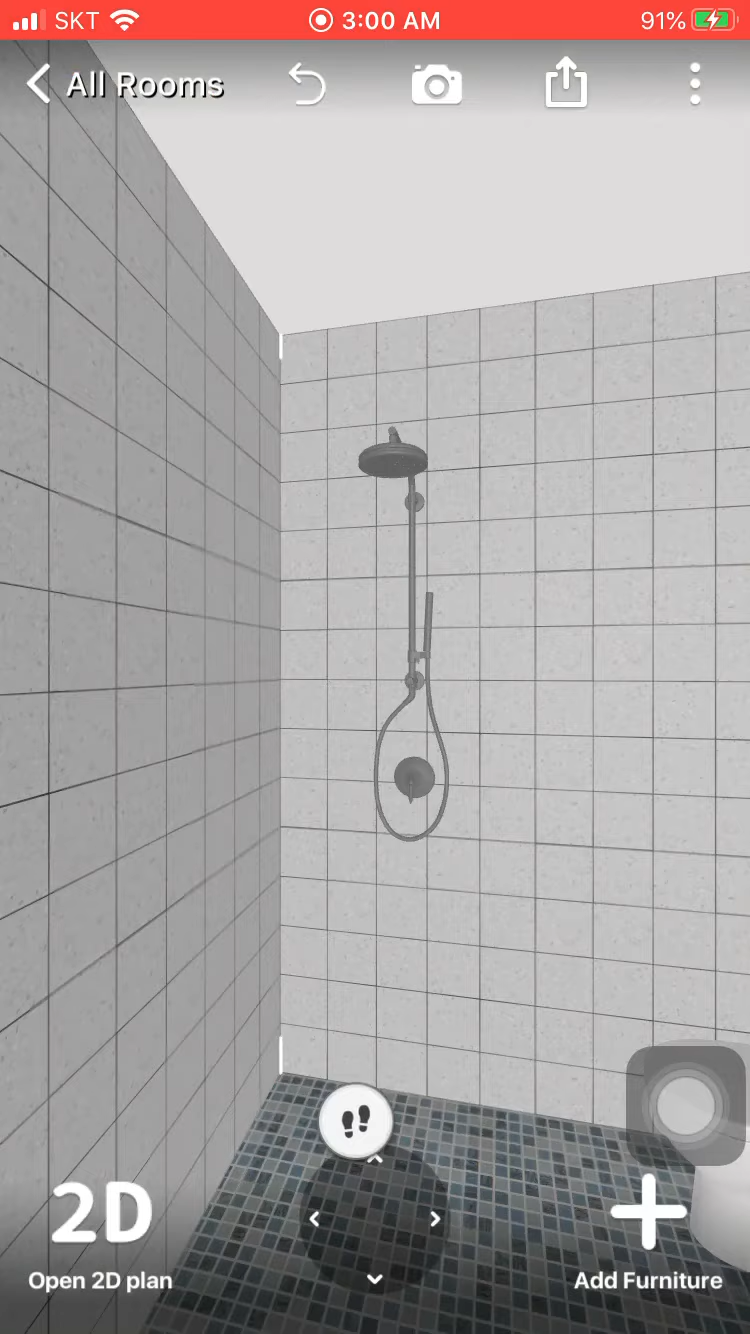 SKT 3:00 AM 91%
All Rooms
2D
Open 2D plan
Add Furniture